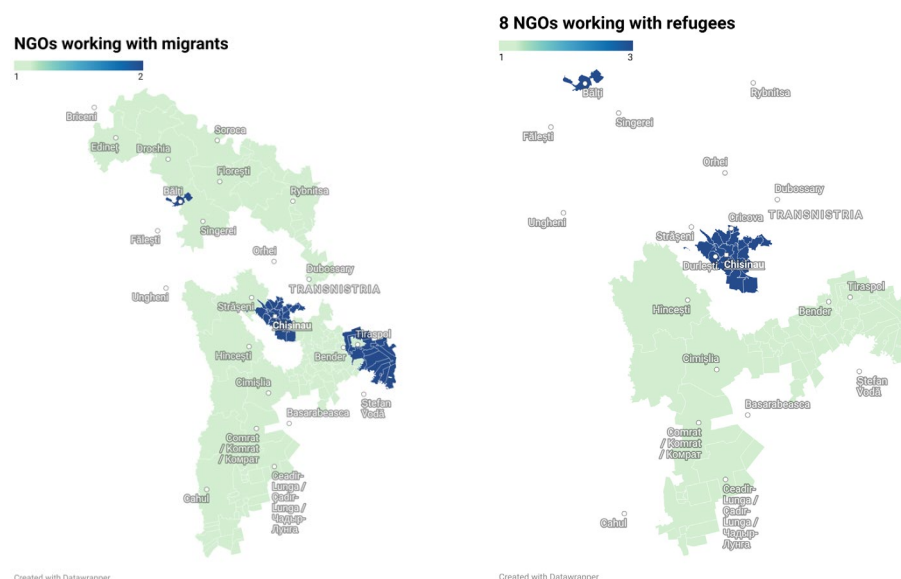 NGOs working with migrants
1 2
Briceni
Soroca
Edineț Drochia
Florești
Bălți
Rybnitsa
Sîngerei
Fălești
Orhei
Dubossary
Ungheni
TRANSNISTRIA
Strășeni
Chisinau
Tiraspol
Hîncești
Bender
Cimișlia
Ștefan
Vodă
Basarabeasca
Comrat
/ Komrat
/ Комрат
Ceadîr-
Lunga /
Çadır-
Lunga /
Чадыр-
Лунга
Cahul
Created with Datawrapper
8 NGOs working with refugees
1 3
Bălți
Rybnitsa
Sîngerei
Fălești
Orhei
Dubossary
Cricova
TRANSNISTRIA
Ungheni
Strășeni
Durlești Chisinau
Tiraspol
Hîncești
Bender
Cimișlia
Ștefan
Vodă
Basarabeasca
Comrat
/ Komrat
/ Комрат
Ceadîr-
Lunga /
Çadır-
Lunga /
Чадыр-
Лунга
Cahul
Created with Datawrapper